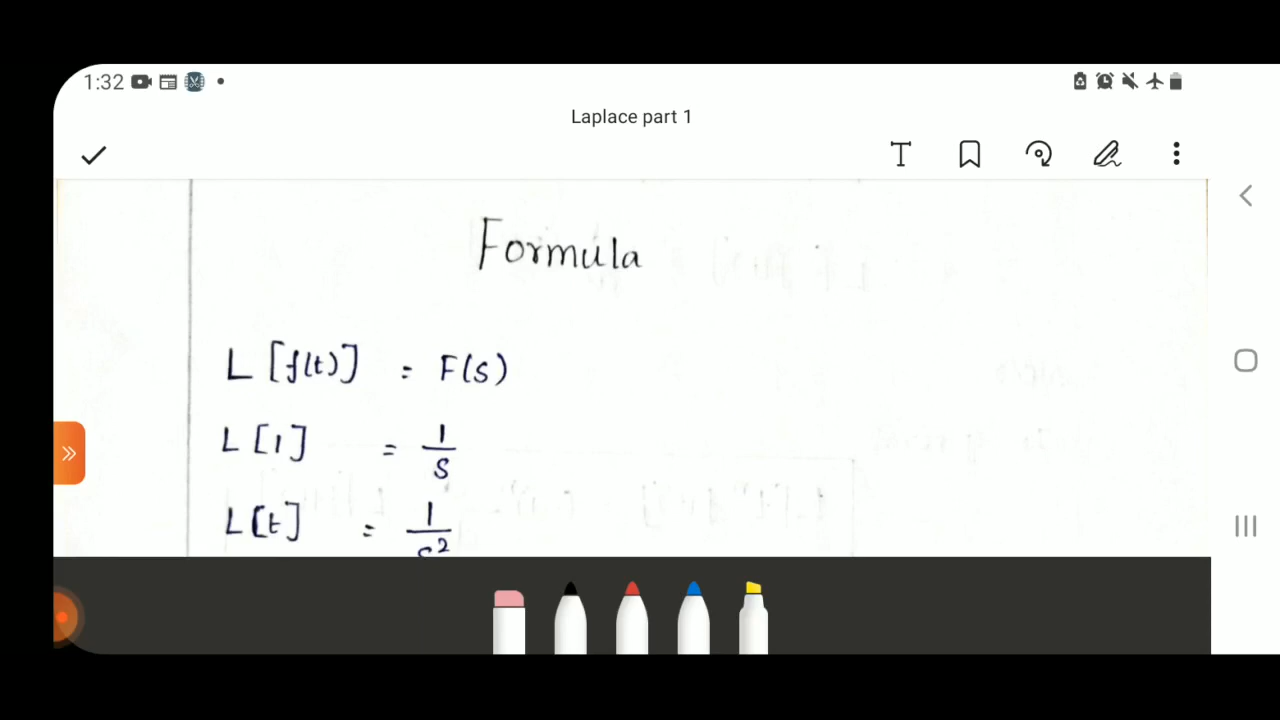 1:32
Laplace part 1
T
Formula
L [f(t)] = F(s)
L [1] = 1/s
L [t] = 1/s²